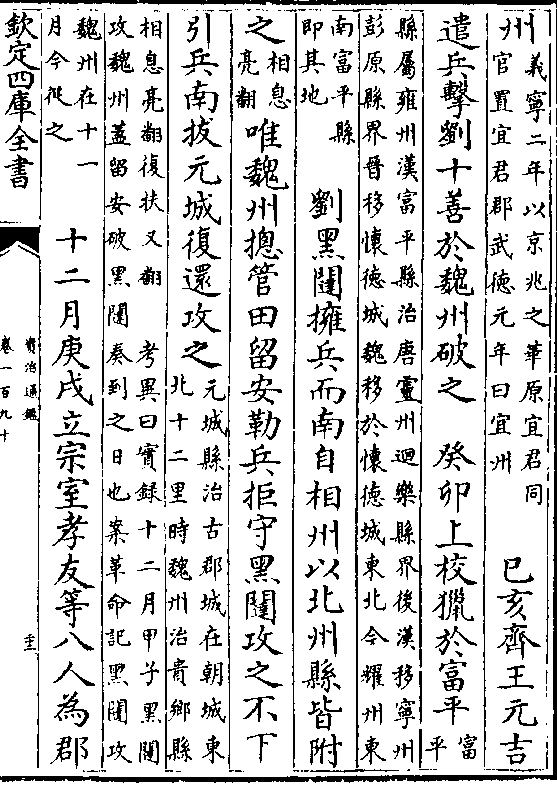 州義寧二年以京兆之華原宜君同
官置宜君郡武德元年曰宜州
己亥齊王元吉
遣兵擊劉十善於魏州破之　癸卯上校獵於富平富
平
縣屬雍州漢富平縣治唐靈州迴樂縣界後漢移寧州
彭原縣界晉移懷德城魏移於懷德城東北今耀州東
南富平縣
即其地
劉黑闥擁兵而南自相州以北州縣皆附
之相息
亮翻
唯魏州揔管田留安勒兵拒守黑闥攻之不下
引兵南拔元城復還攻之元城縣治古郡城在朝城東
北十二里時魏州治貴鄉縣
相息亮翻復扶又翻　考異曰實録十二月甲子黑闥
攻魏州蓋留安破黑闥奏到之日也案革命記黑闥攻
魏州在十一
月今從之
十二月庚戌立宗室孝友等八人為郡
欽定四庫全書
資治通鑑
卷一百九十